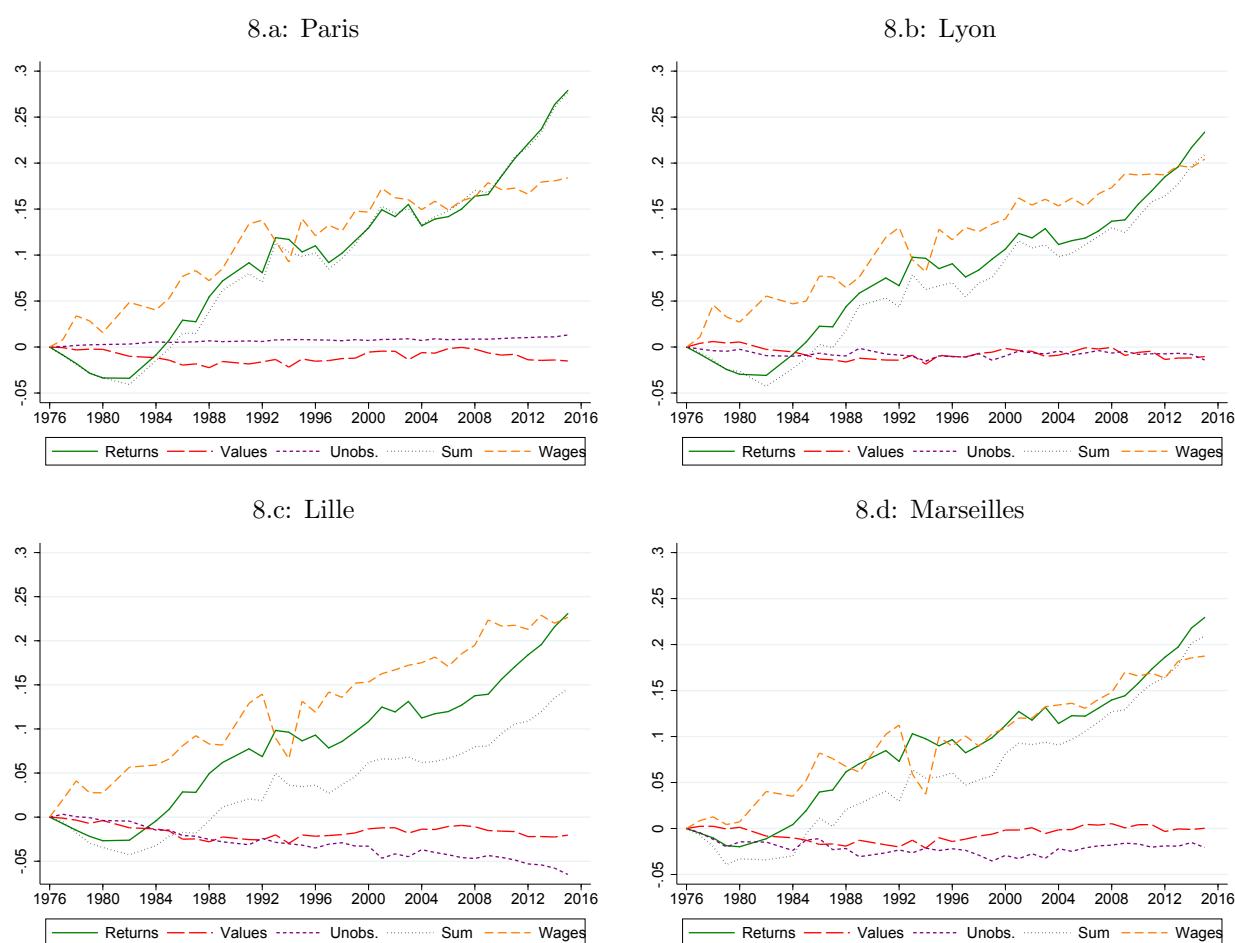 8.a: Paris
.3
.25
.2
.15
.1
.05
0
-.05
1976 1980 1984 1988 1992 1996 2000 2004 2008 2012 2016
Returns Values Unobs. Sum Wages
8.b: Lyon
.3
.25
.2
.15
.1
.05
0
-.05
1976 1980 1984 1988 1992 1996 2000 2004 2008 2012 2016
Returns Values Unobs. Sum Wages
8.c: Lille
.3
.25
.2
.15
.1
.05
0
-.05
1976 1980 1984 1988 1992 1996 2000 2004 2008 2012 2016
Returns Values Unobs. Sum Wages
8.d: Marseilles
.3
.25
.2
.15
.1
.05
0
-.05
1976 1980 1984 1988 1992 1996 2000 2004 2008 2012 2016
Returns Values Unobs. Sum Wages